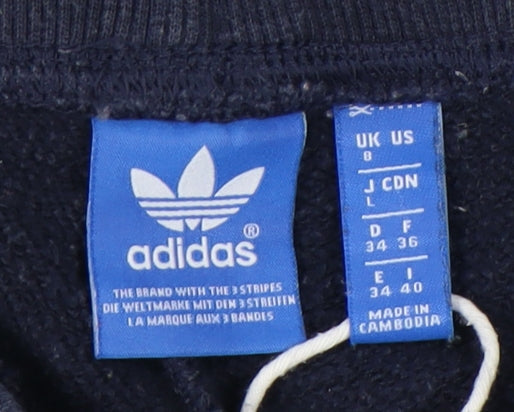 ®
adidas
THE BRAND WITH THE 3 STRIPES
DIE WELTMARKE MIT DEN 3 STREIFEN
LA MARQUE AUX 3 BANDES
UK US
8
J CDN
L
D F
34 36
E I
34 40
MADE IN
CAMBODIA